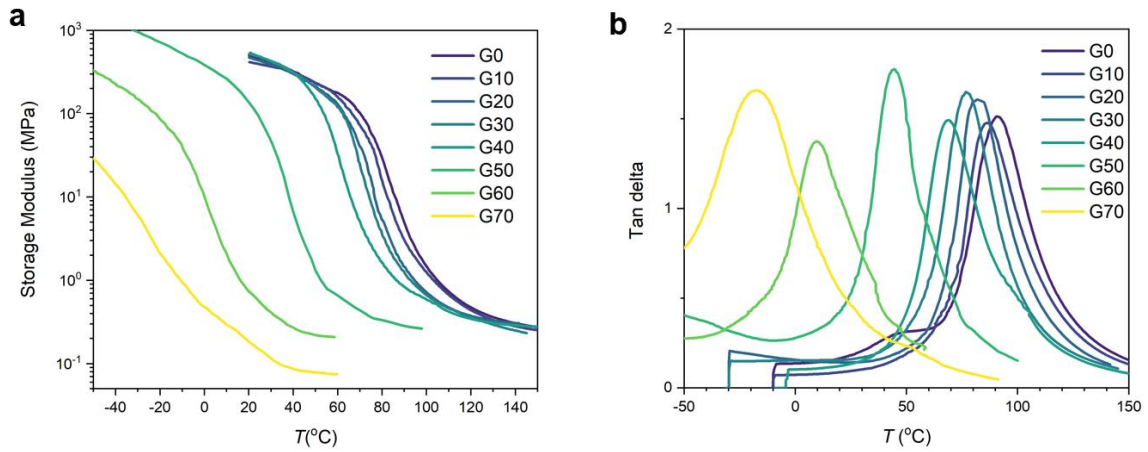 a
10³
10²
10¹
10⁰
10⁻¹
Storage Modulus (MPa)
-40 -20 0 20 40 60 80 100 120 140
T(°C)
G0
G10
G20
G30
G40
G50
G60
G70
b
2
1
0
Tan delta
-50 0 50 100 150
T (°C)
G0
G10
G20
G30
G40
G50
G60
G70